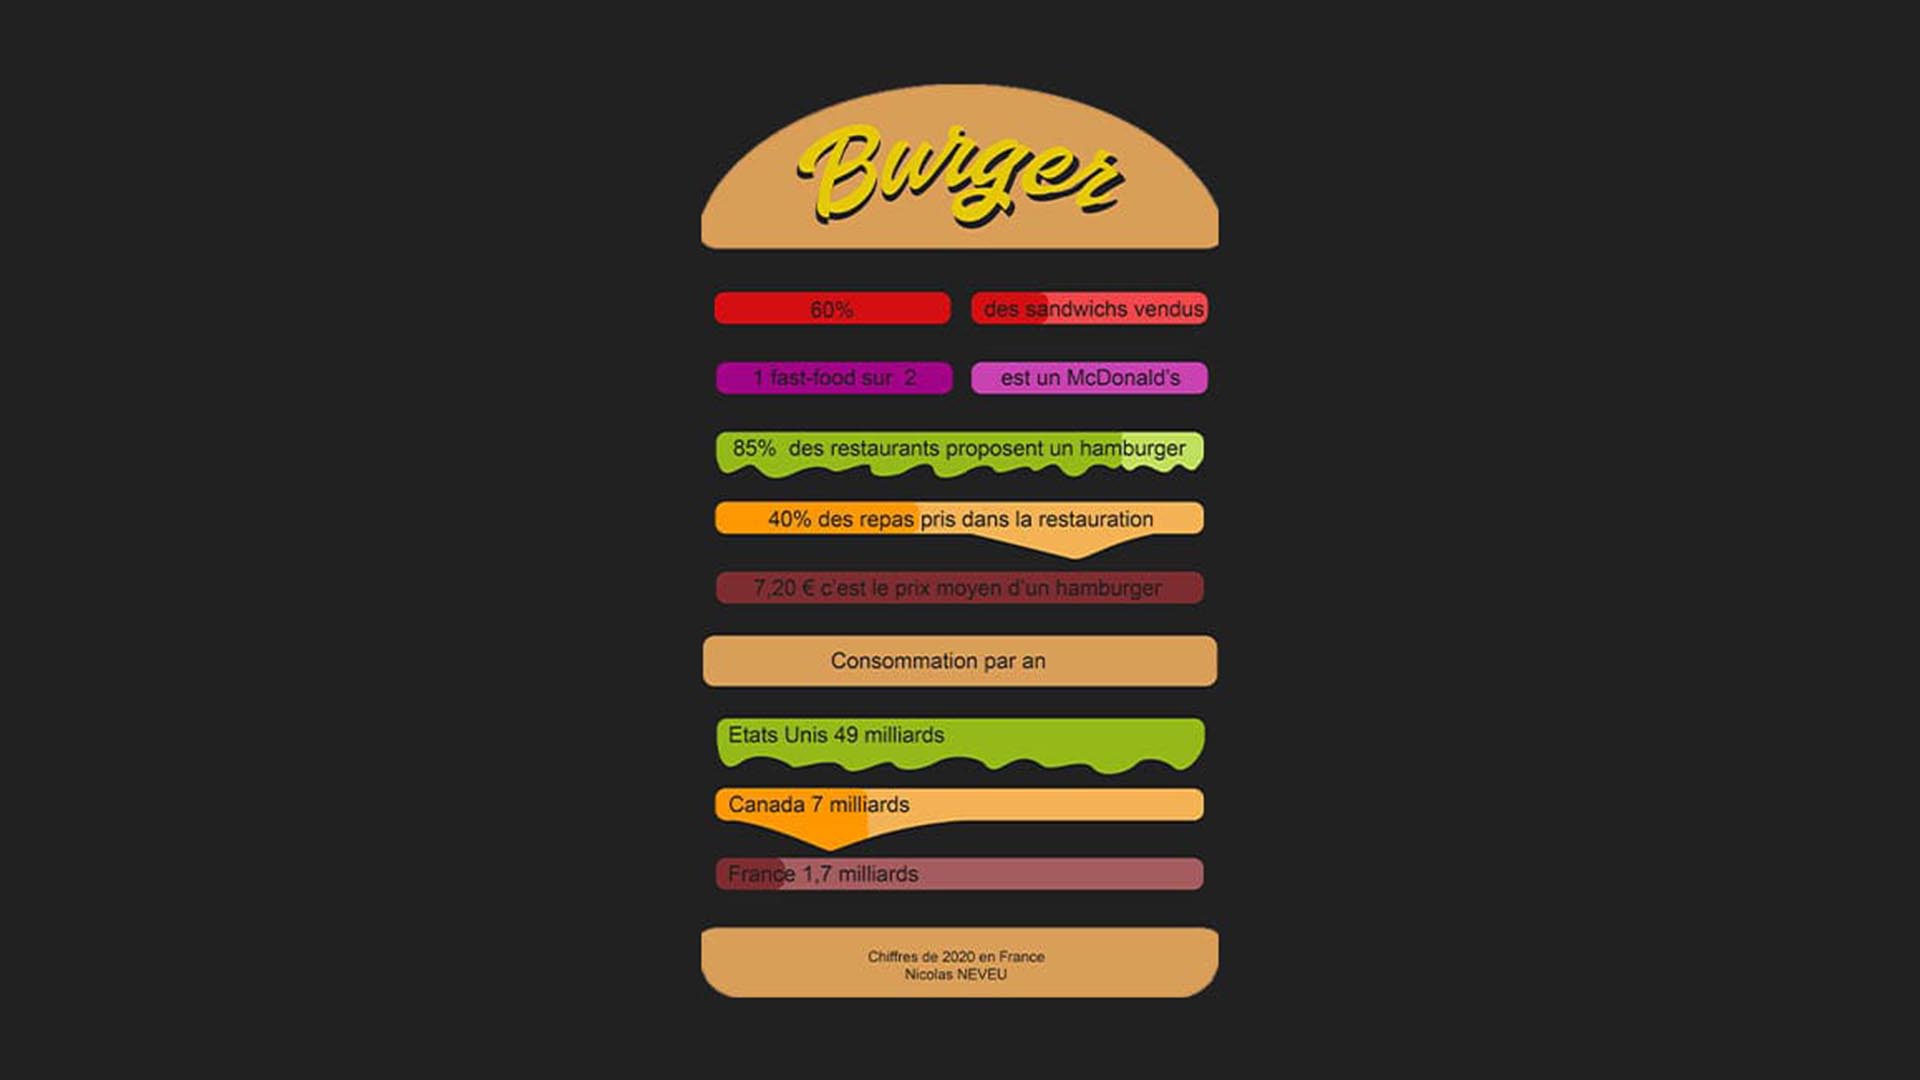 Burger
60% des sandwichs vendus
1 fast-food sur 2 est un McDonald's
85% des restaurants proposent un hamburger
40% des repas pris dans la restauration
7,20 € c'est le prix moyen d'un hamburger
Consommation par an
Etats Unis 49 milliards
Canada 7 milliards
France 1,7 milliards
Chiffres de 2020 en France
Nicolas NEVEU